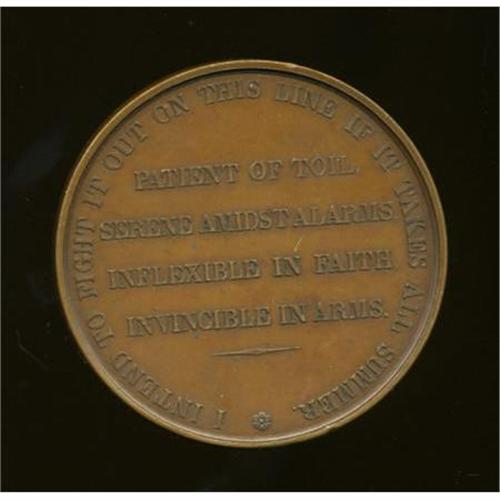 I INTEND TO FIGHT IT OUT ON THIS LINE IF IT TAKES ALL SUMMER.
PATIENT OF TOIL.
SERENE AMIDST ALARMS.
INFLEXIBLE IN FAITH
INVINCIBLE IN ARMS.